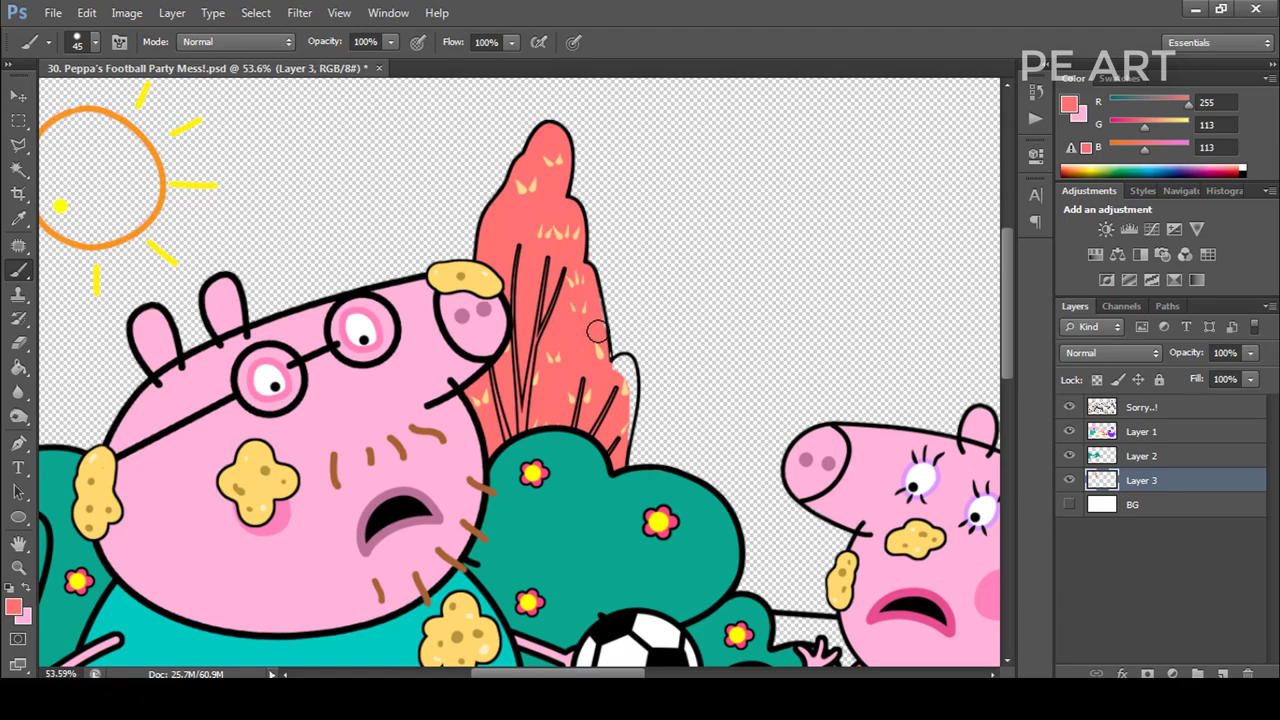 Ps File Edit Image Layer Type Select Filter 3D View Window Help
45 Mode: Normal Opacity: 100% Flow: 100% Essentials
PE ART
30. Peppa's Football Party Mess!.psd @ 53.6% (Layer 3, RGB/8#) * ×
Color Swatches
R 255
G 113
B 113
Adjustments Styles Navigat Histogra
Add an adjustment
Layers Channels Paths
Kind
Normal Opacity: 100%
Lock: Fill: 100%
Sorry..!
Layer 1
Layer 2
Layer 3
BG
53.59% Doc: 25.7M/60.9M